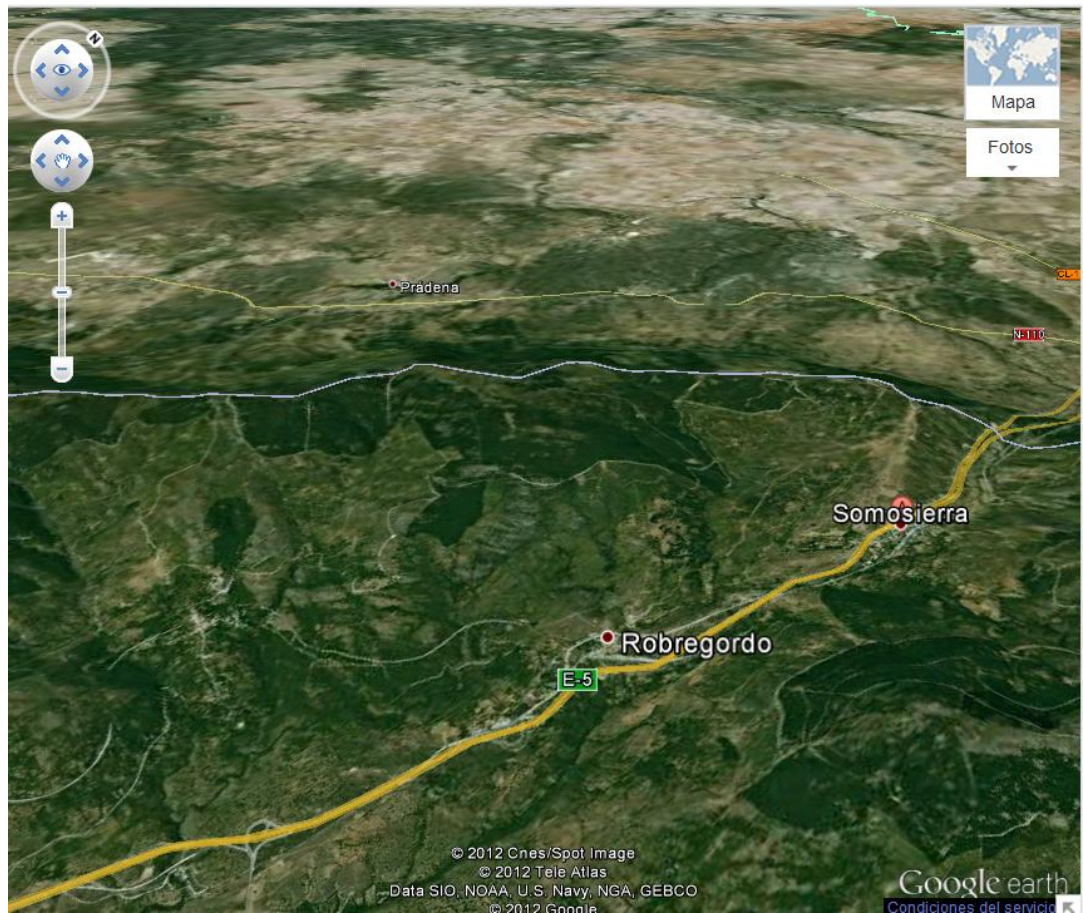 N
Mapa
Fotos
CL-1
Prádena
N-110
Somosierra
Robregordo
E-5
© 2012 Cnes/Spot Image
© 2012 Tele Atlas
Data SIO, NOAA, U.S. Navy, NGA, GEBCO
© 2012 Google
Google earth
Condiciones del servicio